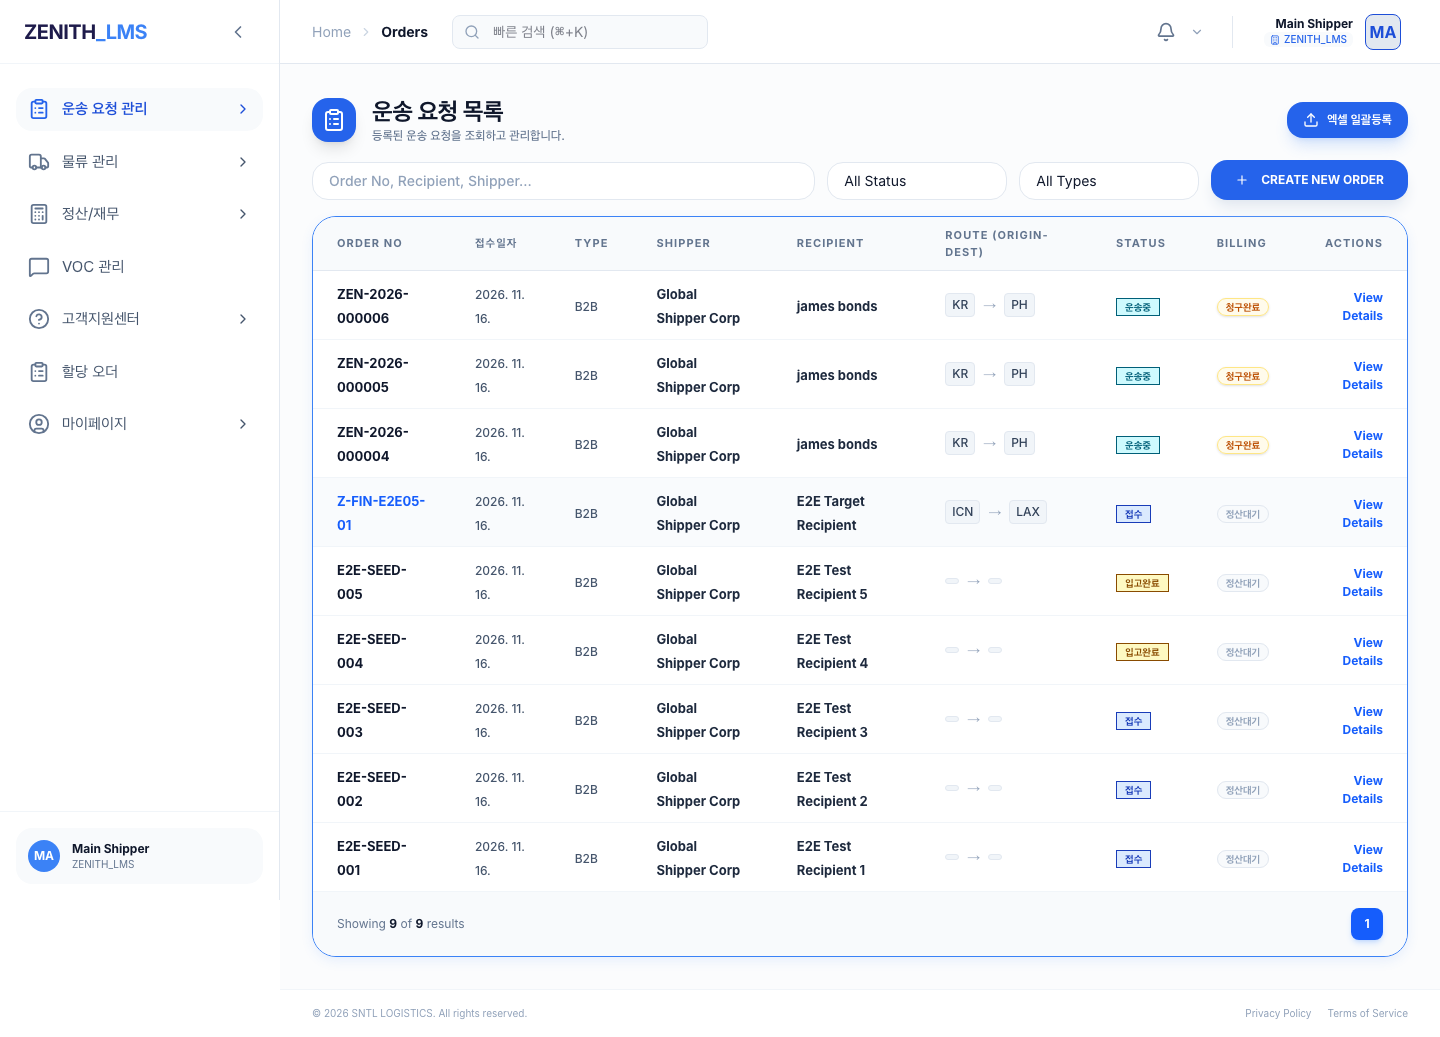 ZENITH_LMS
Home
Orders
빠른 검색 (⌘+K)
Main Shipper
ZENITH_LMS
MA
운송 요청 관리
물류 관리
정산/재무
VOC 관리
고객지원센터
할당 오더
마이페이지
MA
Main Shipper
ZENITH_LMS
운송 요청 목록
등록된 운송 요청을 조회하고 관리합니다.
엑셀 일괄등록
Order No, Recipient, Shipper...
All Status
All Types
CREATE NEW ORDER
ORDER NO 접수일자 TYPE SHIPPER RECIPIENT ROUTE (ORIGIN-
DEST) STATUS BILLING ACTIONS
ZEN-2026- 2026. 11. B2B Global james bonds KR → PH 운송중 청구완료 View
000006 16. Shipper Corp Details
ZEN-2026- 2026. 11. B2B Global james bonds KR → PH 운송중 청구완료 View
000005 16. Shipper Corp Details
ZEN-2026- 2026. 11. B2B Global james bonds KR → PH 운송중 청구완료 View
000004 16. Shipper Corp Details
Z-FIN-E2E05- 2026. 11. B2B Global E2E Target ICN → LAX 접수 정산대기 View
01 16. Shipper Corp Recipient Details
E2E-SEED- 2026. 11. B2B Global E2E Test → 입고완료 정산대기 View
005 16. Shipper Corp Recipient 5 Details
E2E-SEED- 2026. 11. B2B Global E2E Test → 입고완료 정산대기 View
004 16. Shipper Corp Recipient 4 Details
E2E-SEED- 2026. 11. B2B Global E2E Test → 접수 정산대기 View
003 16. Shipper Corp Recipient 3 Details
E2E-SEED- 2026. 11. B2B Global E2E Test → 접수 정산대기 View
002 16. Shipper Corp Recipient 2 Details
E2E-SEED- 2026. 11. B2B Global E2E Test → 접수 정산대기 View
001 16. Shipper Corp Recipient 1 Details
Showing 9 of 9 results
1
© 2026 SNTL LOGISTICS. All rights reserved.
Privacy Policy
Terms of Service